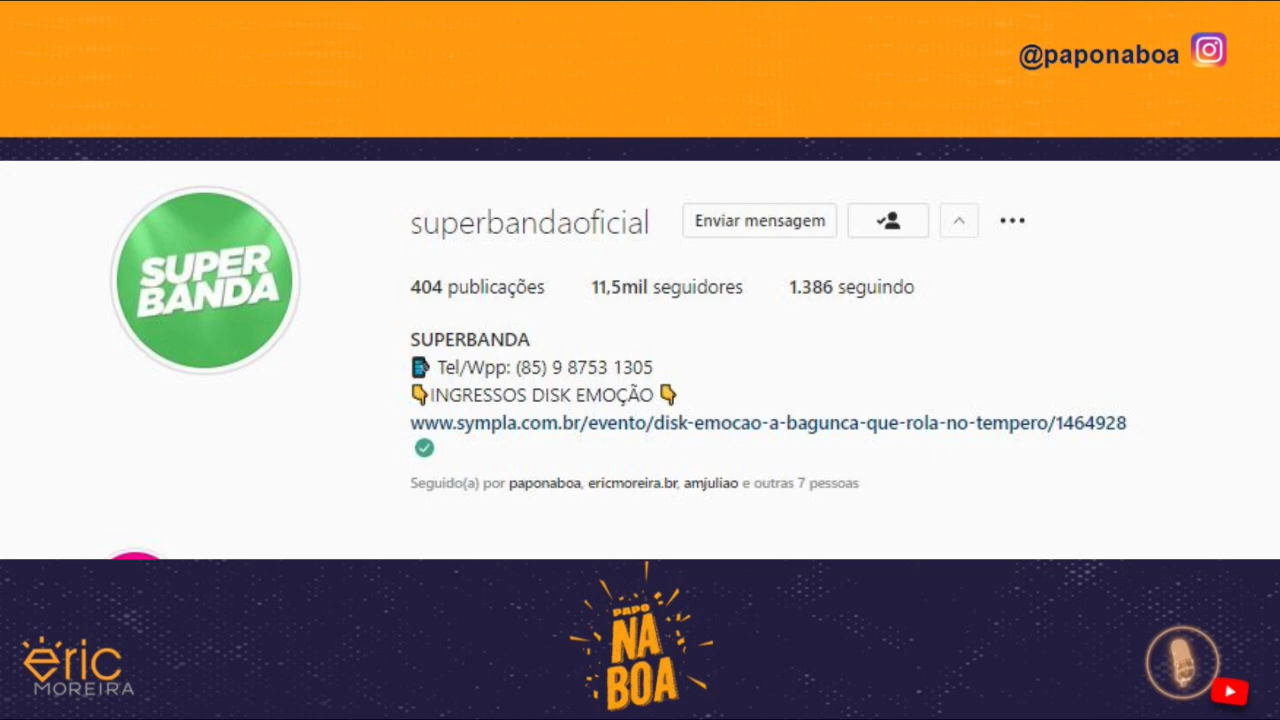 @paponaboa
SUPER
BANDA
superbandaoficial
Enviar mensagem
404 publicações 11,5mil seguidores 1.386 seguindo
SUPERBANDA
Tel/Wpp: (85) 9 8753 1305
INGRESSOS DISK EMOÇÃO
www.sympla.com.br/evento/disk-emocao-a-bagunca-que-rola-no-tempero/1464928
Seguido(a) por paponaboa, ericmoreira.br, amjuliao e outras 7 pessoas
PAPO
NA
BOA
eric
MOREIRA